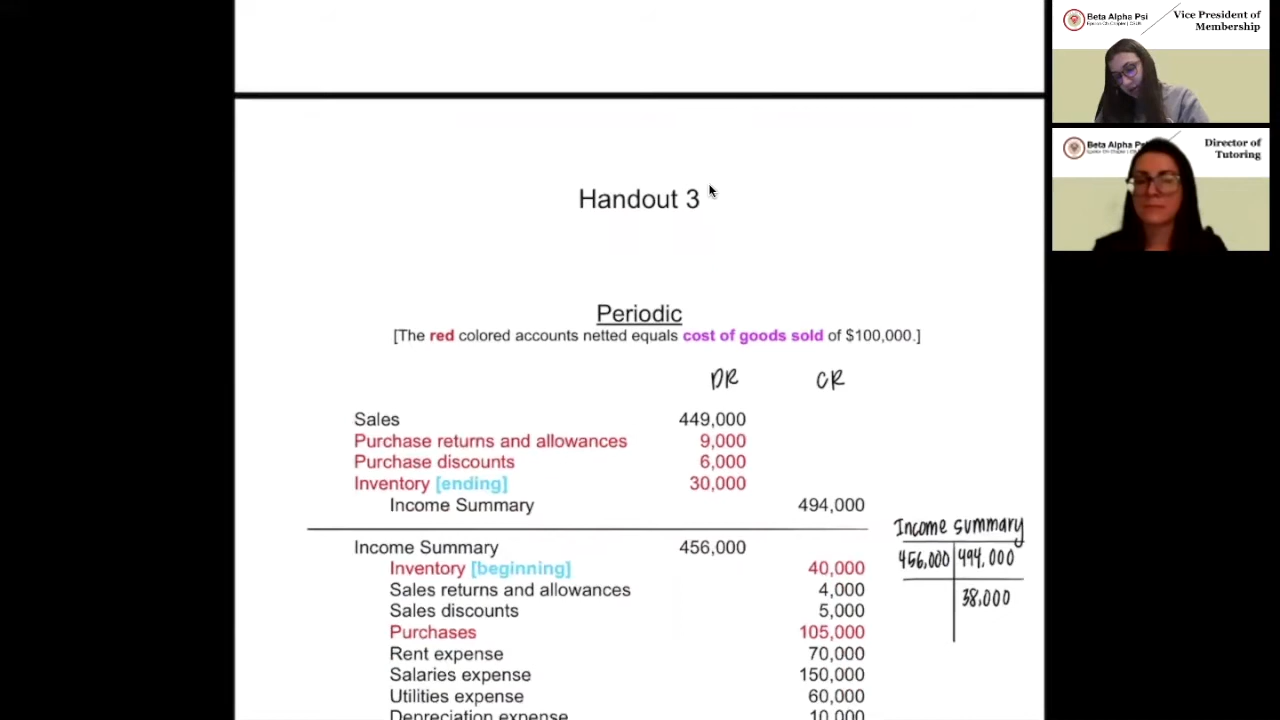 Handout 3
Periodic
[The red colored accounts netted equals cost of goods sold of $100,000.]
DR CR
Sales 449,000
Purchase returns and allowances 9,000
Purchase discounts 6,000
Inventory [ending] 30,000
Income Summary 494,000
Income Summary 456,000
Inventory [beginning] 40,000
Sales returns and allowances 4,000
Sales discounts 5,000
Purchases 105,000
Rent expense 70,000
Salaries expense 150,000
Utilities expense 60,000
Depreciation expense 10,000
Income summary
456,000 494,000
38,000
Beta Alpha Psi
Vice President of
Membership
Beta Alpha Ps
Director of
Tutoring